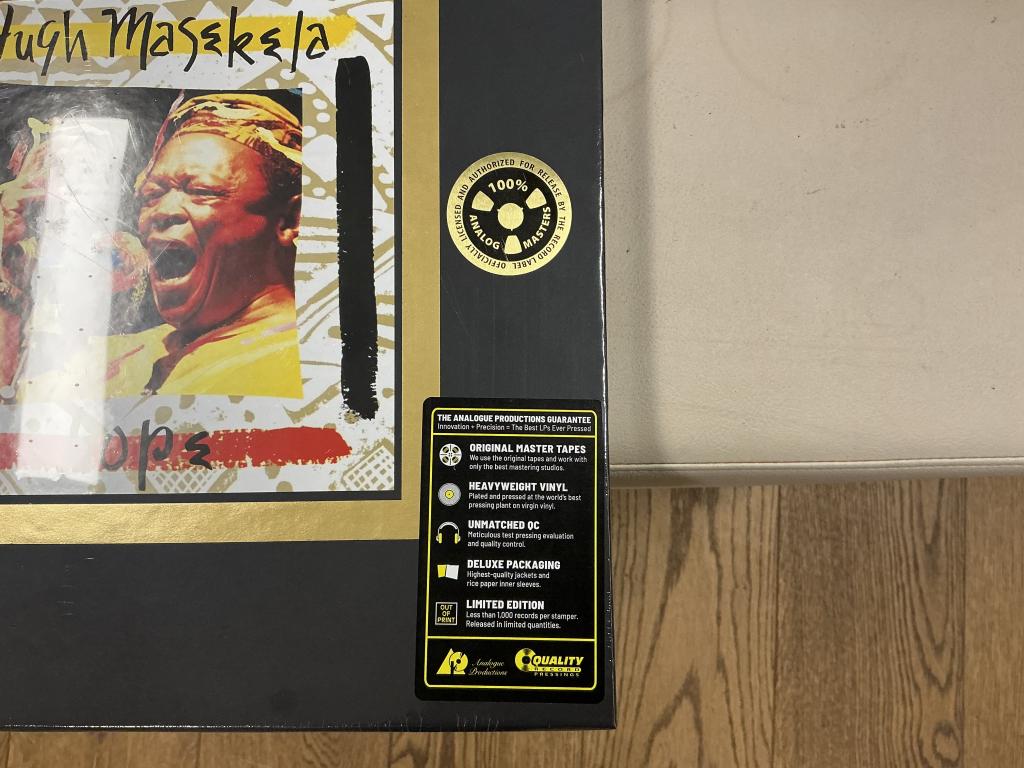 Hugh Masekela
OFFICIALLY LICENSED AND AUTHORIZED FOR RELEASE BY THE RECORD LABEL
100%
ANALOG MASTERS
THE ANALOGUE PRODUCTIONS GUARANTEE
Innovation + Precision = The Best LPs Ever Pressed
ORIGINAL MASTER TAPES
We use the original tapes and work with
only the best mastering studios.
HEAVYWEIGHT VINYL
Plated and pressed at the world's best
pressing plant on virgin vinyl.
UNMATCHED QC
Meticulous test pressing evaluation
and quality control.
DELUXE PACKAGING
Highest-quality jackets and
rice paper inner sleeves.
OUT
OF
PRINT
LIMITED EDITION
Less than 1,000 records per stamper.
Released in limited quantities.
Analogue
Productions
QUALITY
RECORD
PRESSINGS